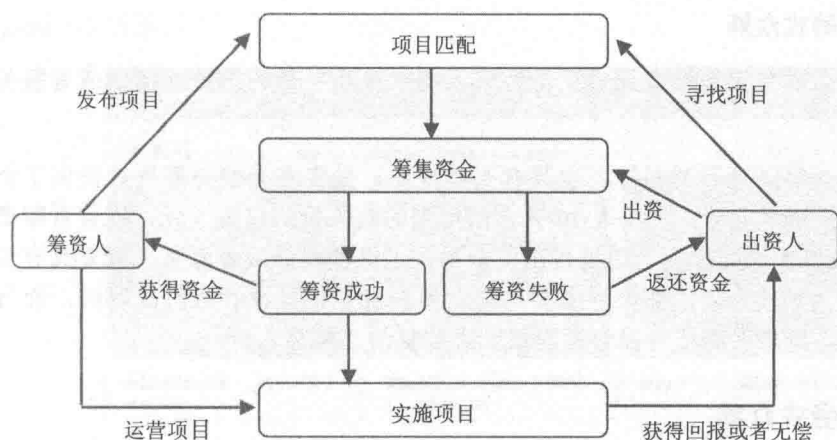 项目匹配
发布项目
寻找项目
筹集资金
出资
筹资人
出资人
获得资金
筹资成功
筹资失败
返还资金
实施项目
运营项目
获得回报或者无偿